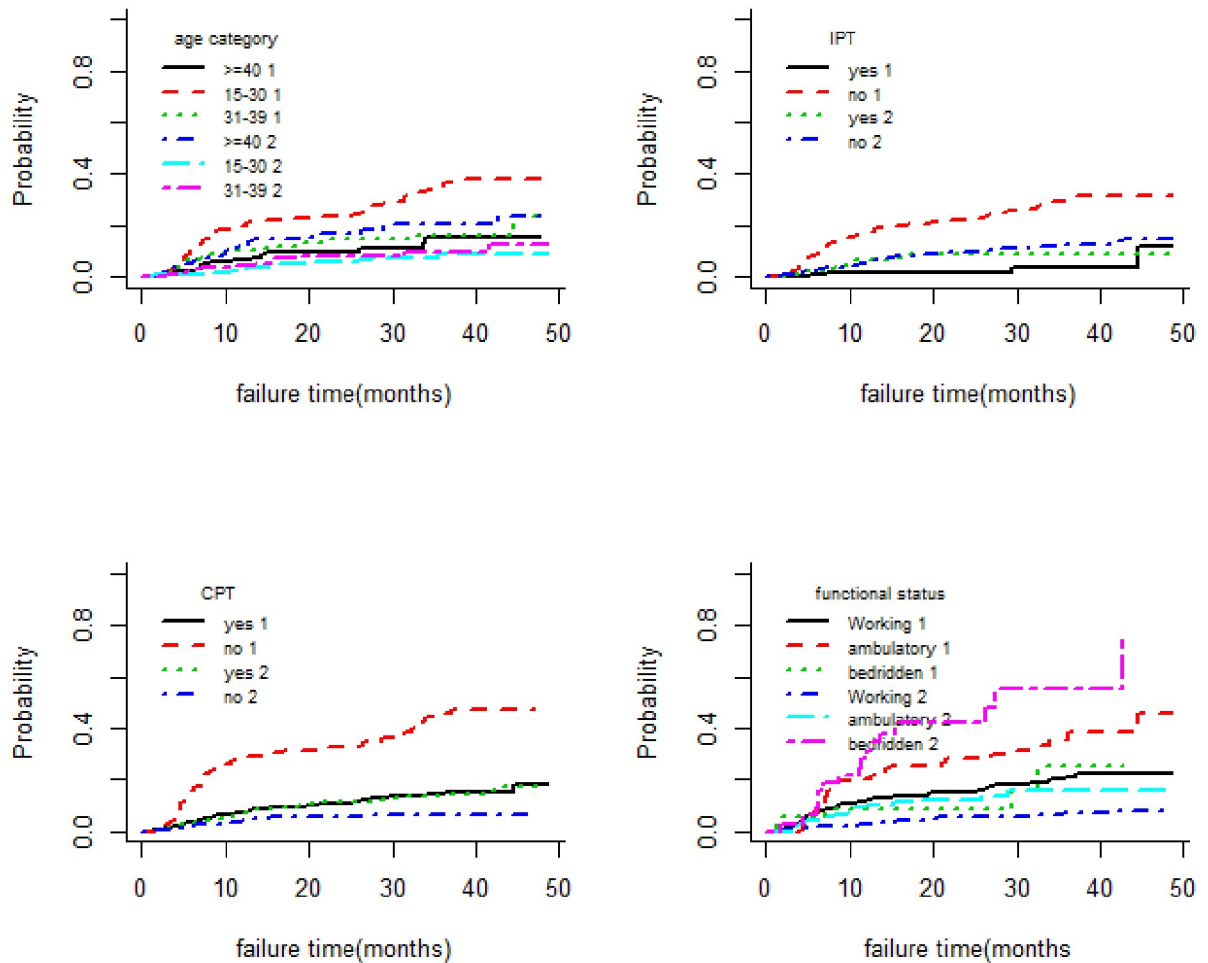 age category
>=40 1
15-30 1
31-39 1
>=40 2
15-30 2
31-39 2
Probability
0.0 0.4 0.8
0 10 20 30 40 50
failure time(months)
IPT
yes 1
no 1
yes 2
no 2
Probability
0.0 0.4 0.8
0 10 20 30 40 50
failure time(months)
CPT
yes 1
no 1
yes 2
no 2
Probability
0.0 0.4 0.8
0 10 20 30 40 50
failure time(months)
functional status
Working 1
ambulatory 1
bedridden 1
Working 2
ambulatory 2
bedridden 2
Probability
0.0 0.4 0.8
0 10 20 30 40 50
failure time(months